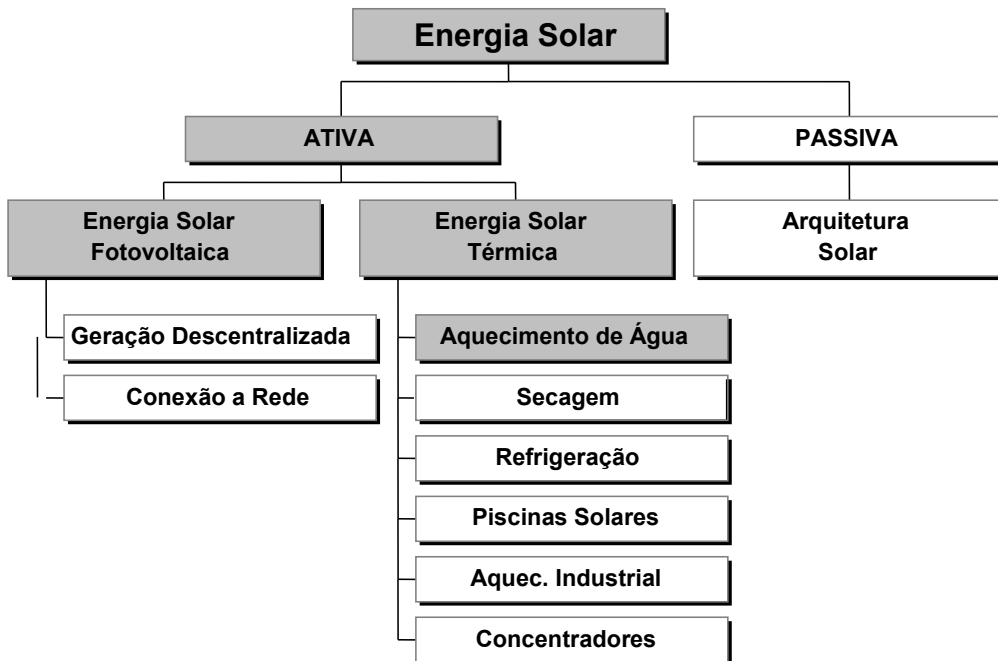 Energia Solar
ATIVA
PASSIVA
Energia Solar
Fotovoltaica
Energia Solar
Térmica
Arquitetura
Solar
Geração Descentralizada
Conexão a Rede
Aquecimento de Água
Secagem
Refrigeração
Piscinas Solares
Aquec. Industrial
Concentradores